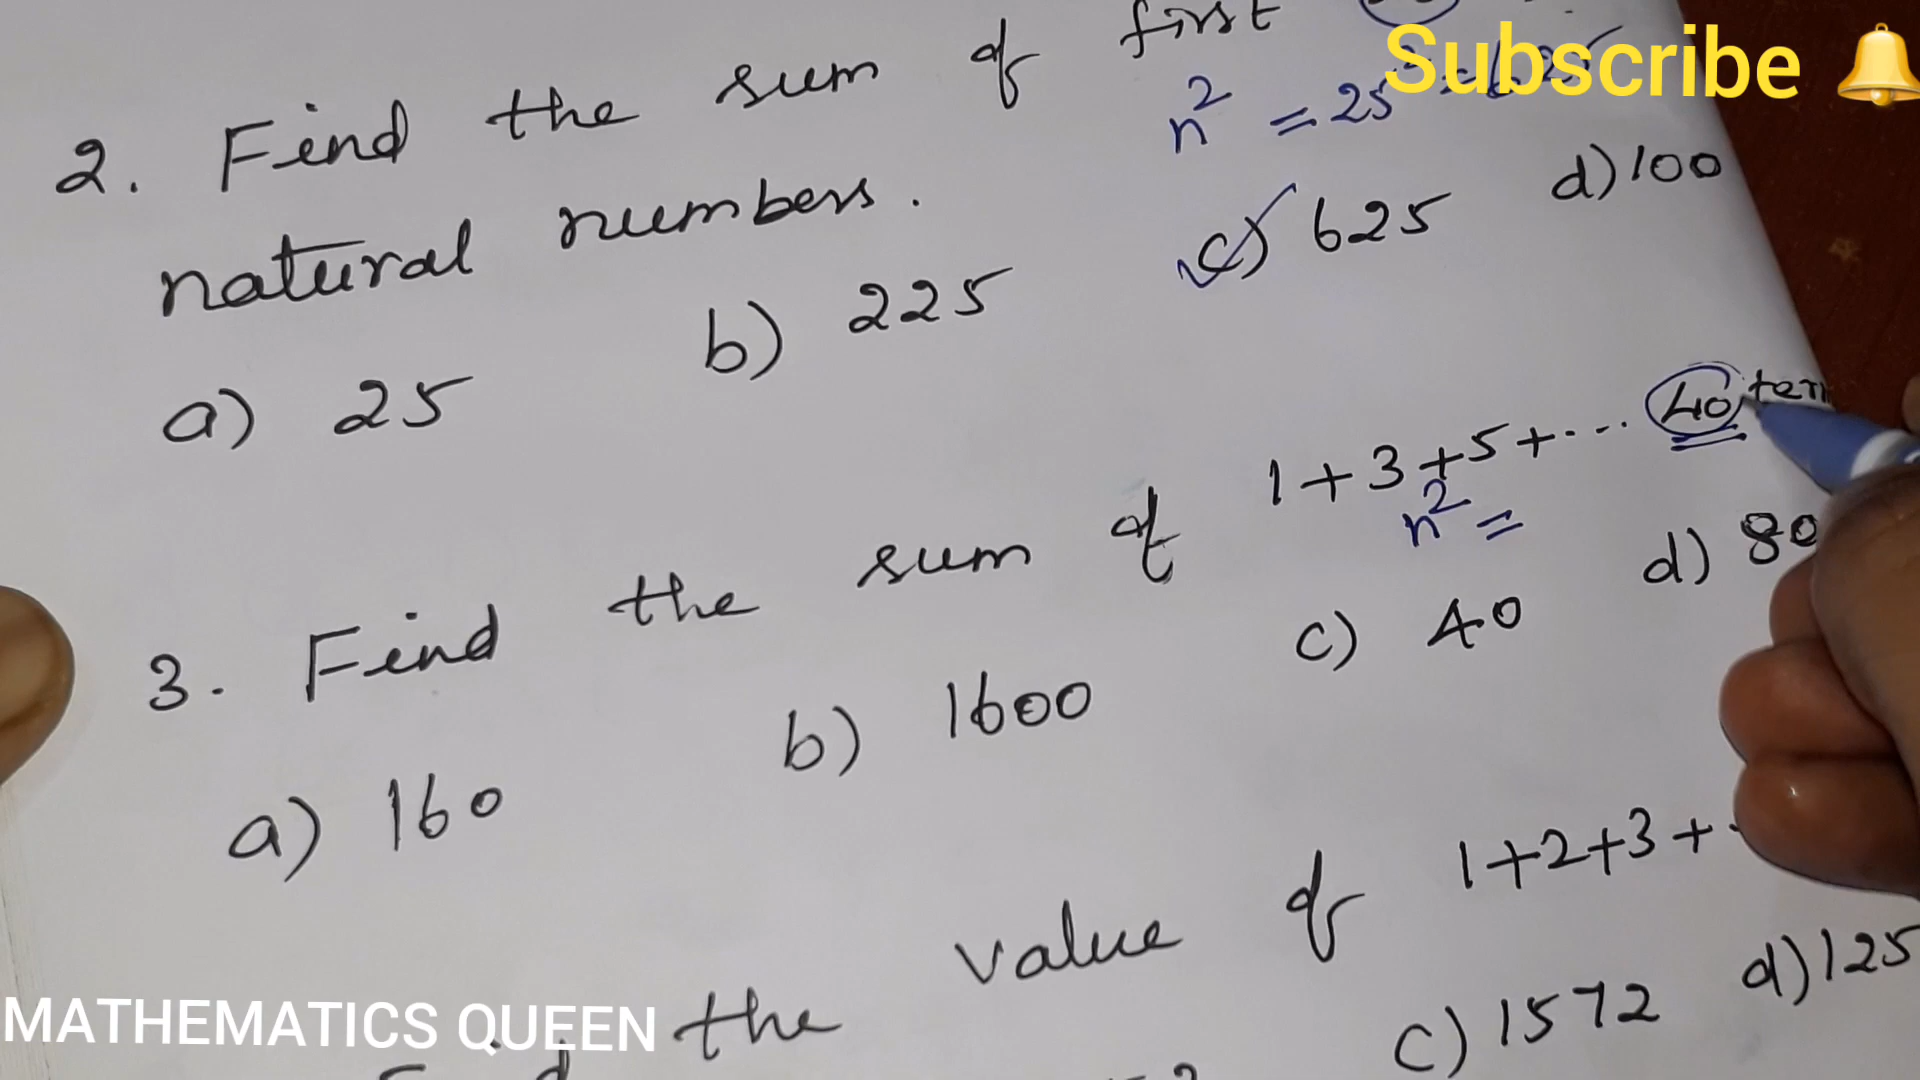 2. Find the sum of first
Subscribe
n² = 25² = 625
natural numbers.
a) 25 b) 225 c) 625 d) 100
3. Find the sum of 1+3+5+... 40
n² =
a) 160 b) 1600 c) 40 d) 80
the value of 1+2+3+
c) 1572 d) 125
MATHEMATICS QUEEN